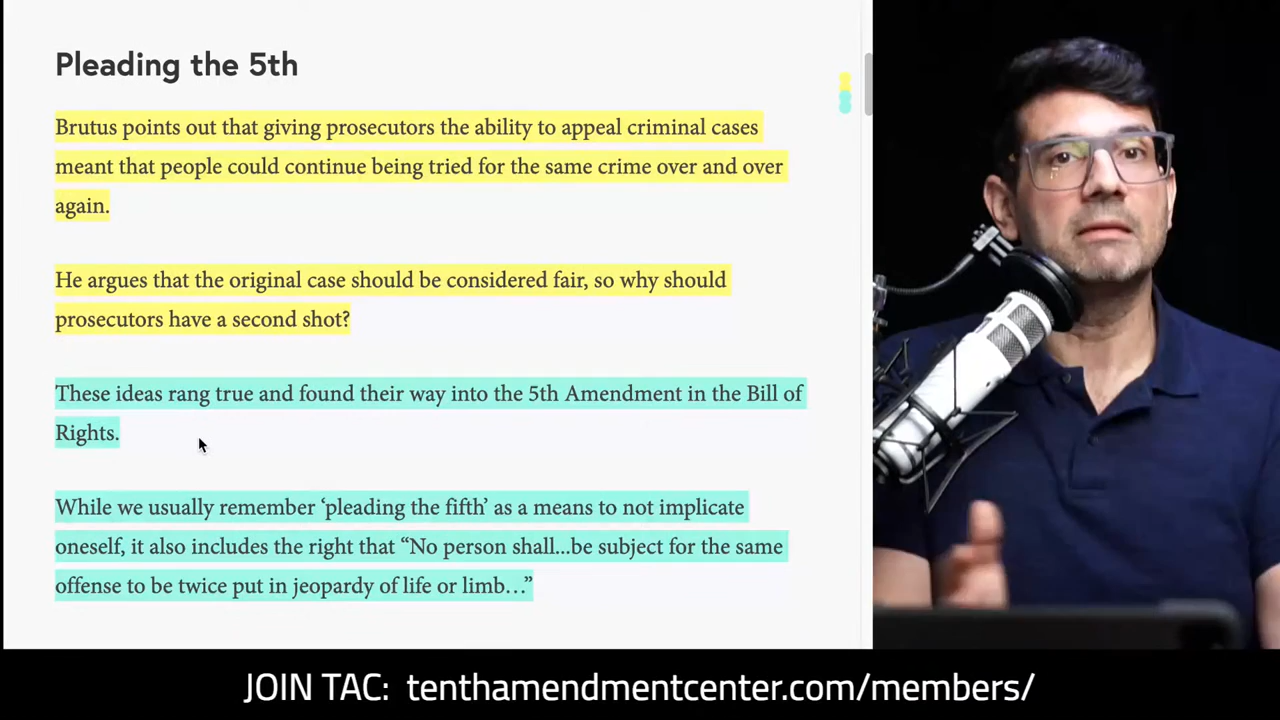 Pleading the 5th
Brutus points out that giving prosecutors the ability to appeal criminal cases
meant that people could continue being tried for the same crime over and over
again.
He argues that the original case should be considered fair, so why should
prosecutors have a second shot?
These ideas rang true and found their way into the 5th Amendment in the Bill of
Rights.
While we usually remember ‘pleading the fifth’ as a means to not implicate
oneself, it also includes the right that “No person shall...be subject for the same
offense to be twice put in jeopardy of life or limb…”
JOIN TAC: tenthamendmentcenter.com/members/